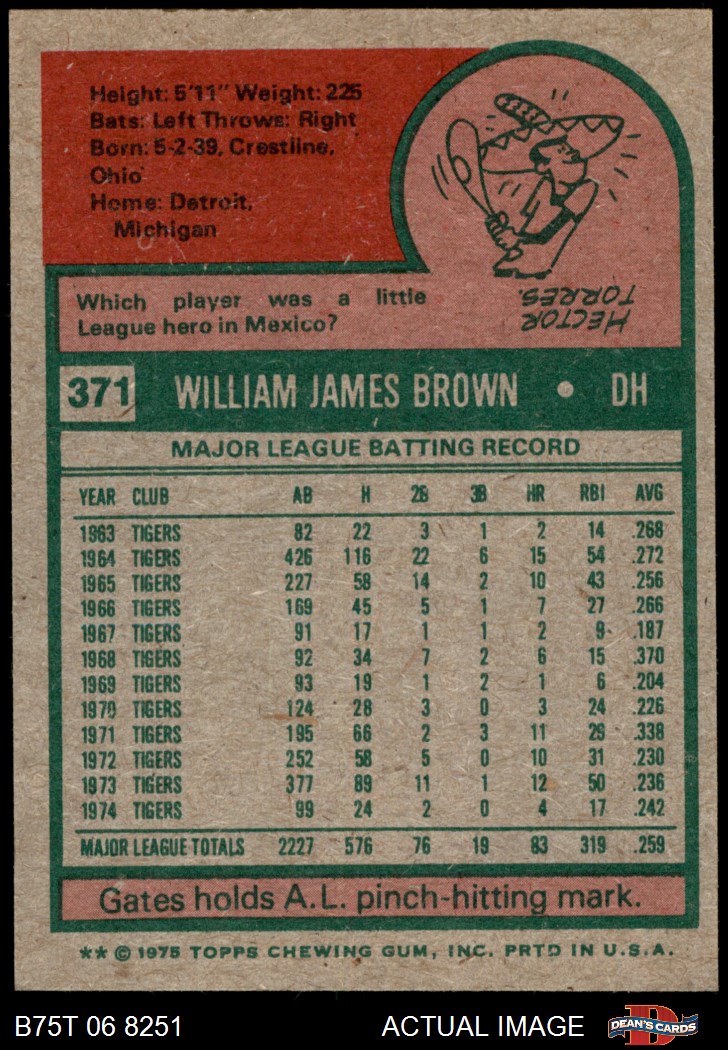 Height: 5'11" Weight: 225
Bats: Left Throws: Right
Born: 5-2-39, Crestline,
Ohio
Home: Detroit,
Michigan
Which player was a little
League hero in Mexico?
HECTOR
TORRES.
371 WILLIAM JAMES BROWN • DH
MAJOR LEAGUE BATTING RECORD
YEAR CLUB AB H 2B 3B HR RBI AVG
1963 TIGERS 82 22 3 1 2 14 .268
1964 TIGERS 426 116 22 6 15 54 .272
1965 TIGERS 227 58 14 2 10 43 .256
1966 TIGERS 169 45 5 1 7 27 .266
1967 TIGERS 91 17 1 1 2 9 .187
1968 TIGERS 92 34 7 2 6 15 .370
1969 TIGERS 93 19 1 2 1 6 .204
1970 TIGERS 124 28 3 0 3 24 .226
1971 TIGERS 195 66 2 3 11 29 .338
1972 TIGERS 252 58 5 0 10 31 .230
1973 TIGERS 377 89 11 1 12 50 .236
1974 TIGERS 99 24 2 0 4 17 .242
MAJOR LEAGUE TOTALS 2227 576 76 19 83 319 .259
Gates holds A.L. pinch-hitting mark.
** © 1975 TOPPS CHEWING GUM, INC. PRTD IN U.S.A.
B75T 06 8251 ACTUAL IMAGE DEAN'S CARDS